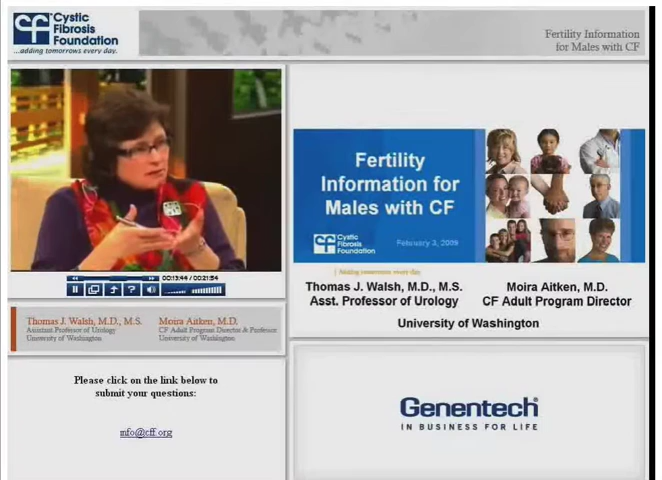 Cystic
Fibrosis
Foundation
...adding tomorrows every day.
Fertility Information
for Males with CF
Fertility
Information for
Males with CF
Cystic
Fibrosis
Foundation
February 3, 2009
Adding tomorrows every day
Thomas J. Walsh, M.D., M.S.
Asst. Professor of Urology
Moira Aitken, M.D.
CF Adult Program Director
University of Washington
00:13:44 / 00:21:54
Thomas J. Walsh, M.D., M.S.
Assistant Professor of Urology
University of Washington
Moira Aitken, M.D.
CF Adult Program Director & Professor
University of Washington
Please click on the link below to
submit your questions:
info@cff.org
Genentech
IN BUSINESS FOR LIFE